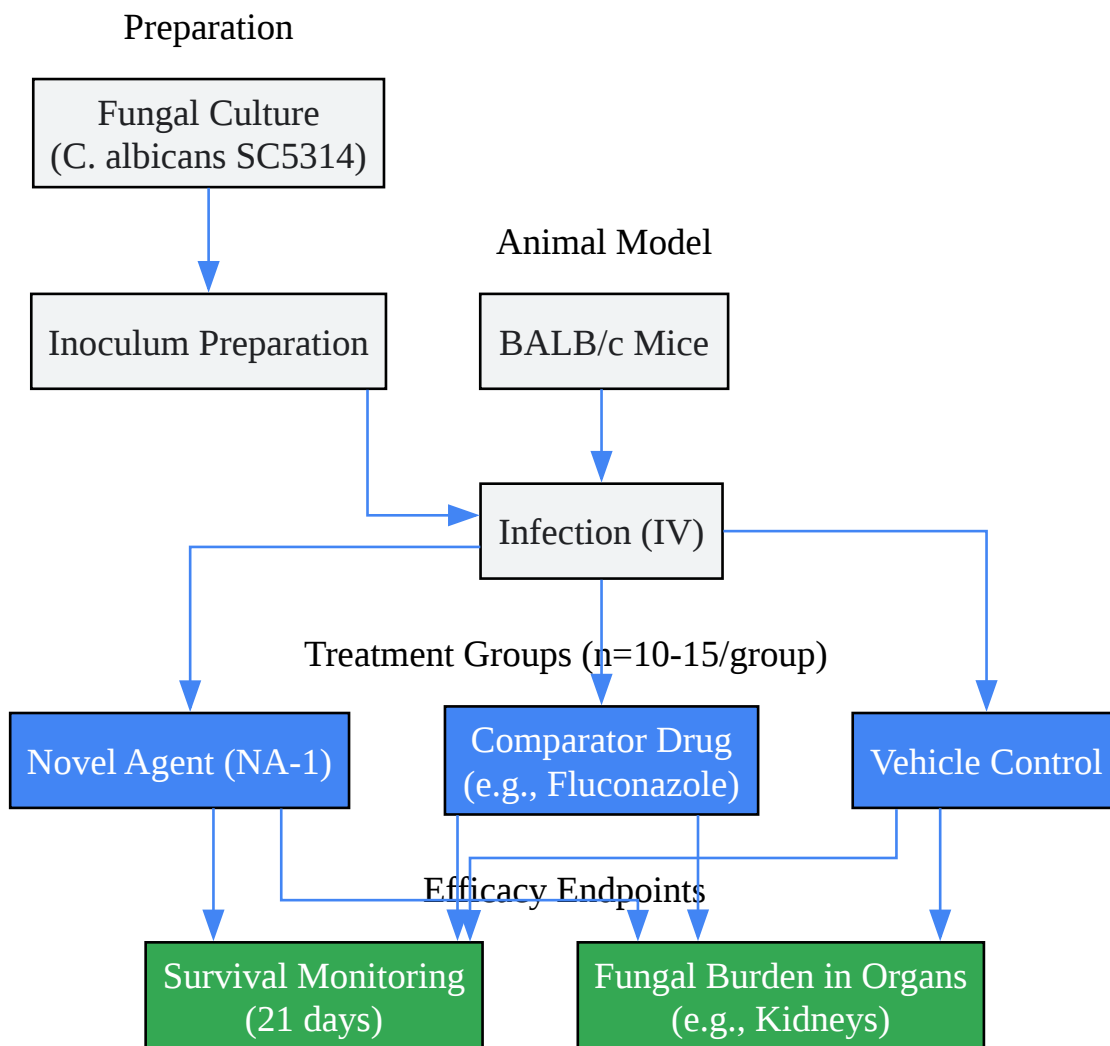 Preparation
Fungal Culture
(C. albicans SC5314)
Animal Model
Inoculum Preparation
BALB/c Mice
Infection (IV)
Treatment Groups (n=10-15/group)
Novel Agent (NA-1)
Comparator Drug
(e.g., Fluconazole)
Vehicle Control
Efficacy Endpoints
Survival Monitoring
(21 days)
Fungal Burden in Organs
(e.g., Kidneys)